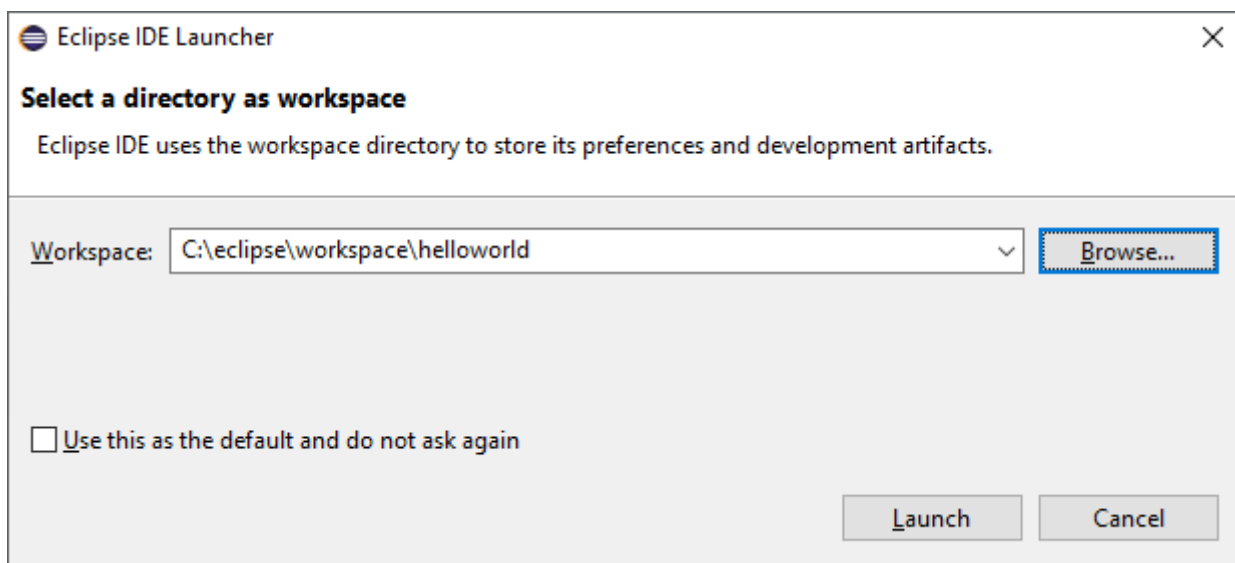 Eclipse IDE Launcher
Select a directory as workspace
Eclipse IDE uses the workspace directory to store its preferences and development artifacts.
Workspace: C:\eclipse\workspace\helloworld Browse...
Use this as the default and do not ask again
Launch Cancel